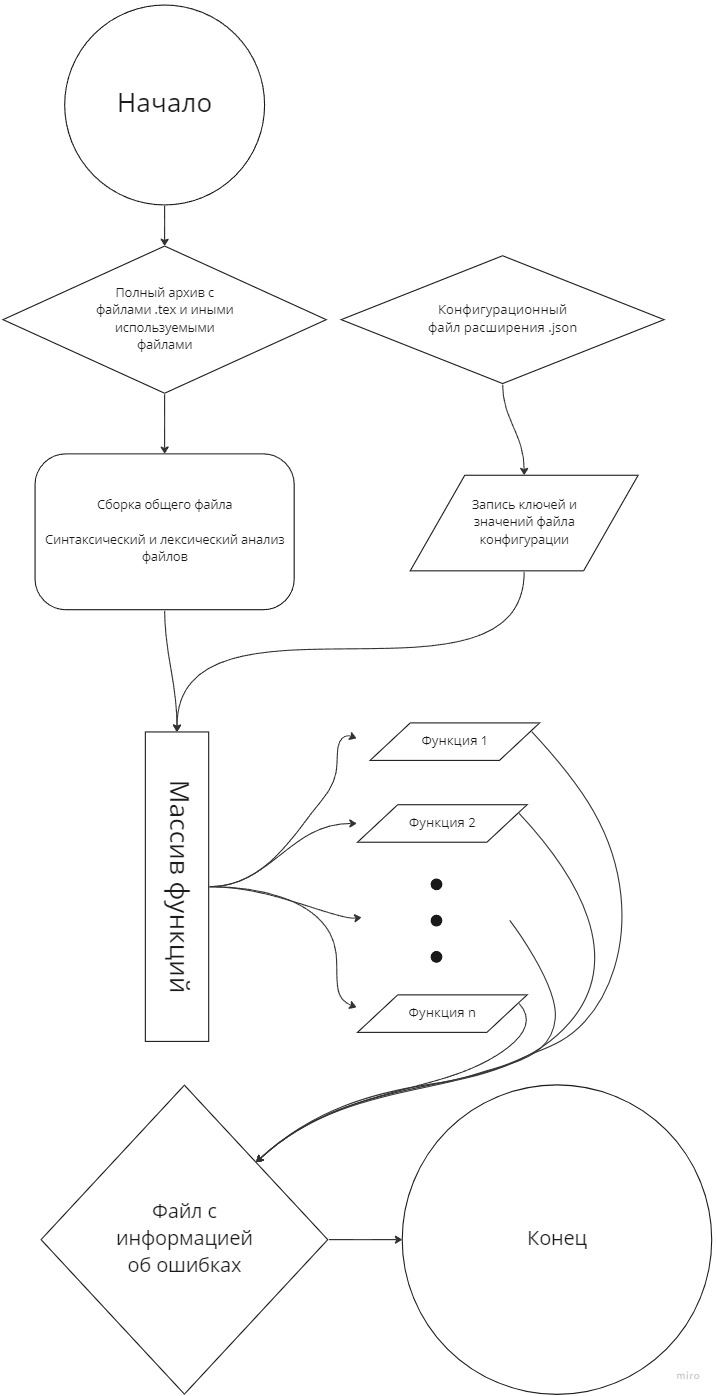 Начало
Полный архив с
файлами .tex и иными
используемыми
файлами
Конфигурационный
файл расширения .json
Сборка общего файла
Синтаксический и лексический анализ
файлов
Запись ключей и
значений файла
конфигурации
Массив функций
Функция 1
Функция 2
Функция n
Файл с
информацией
об ошибках
Конец
miro